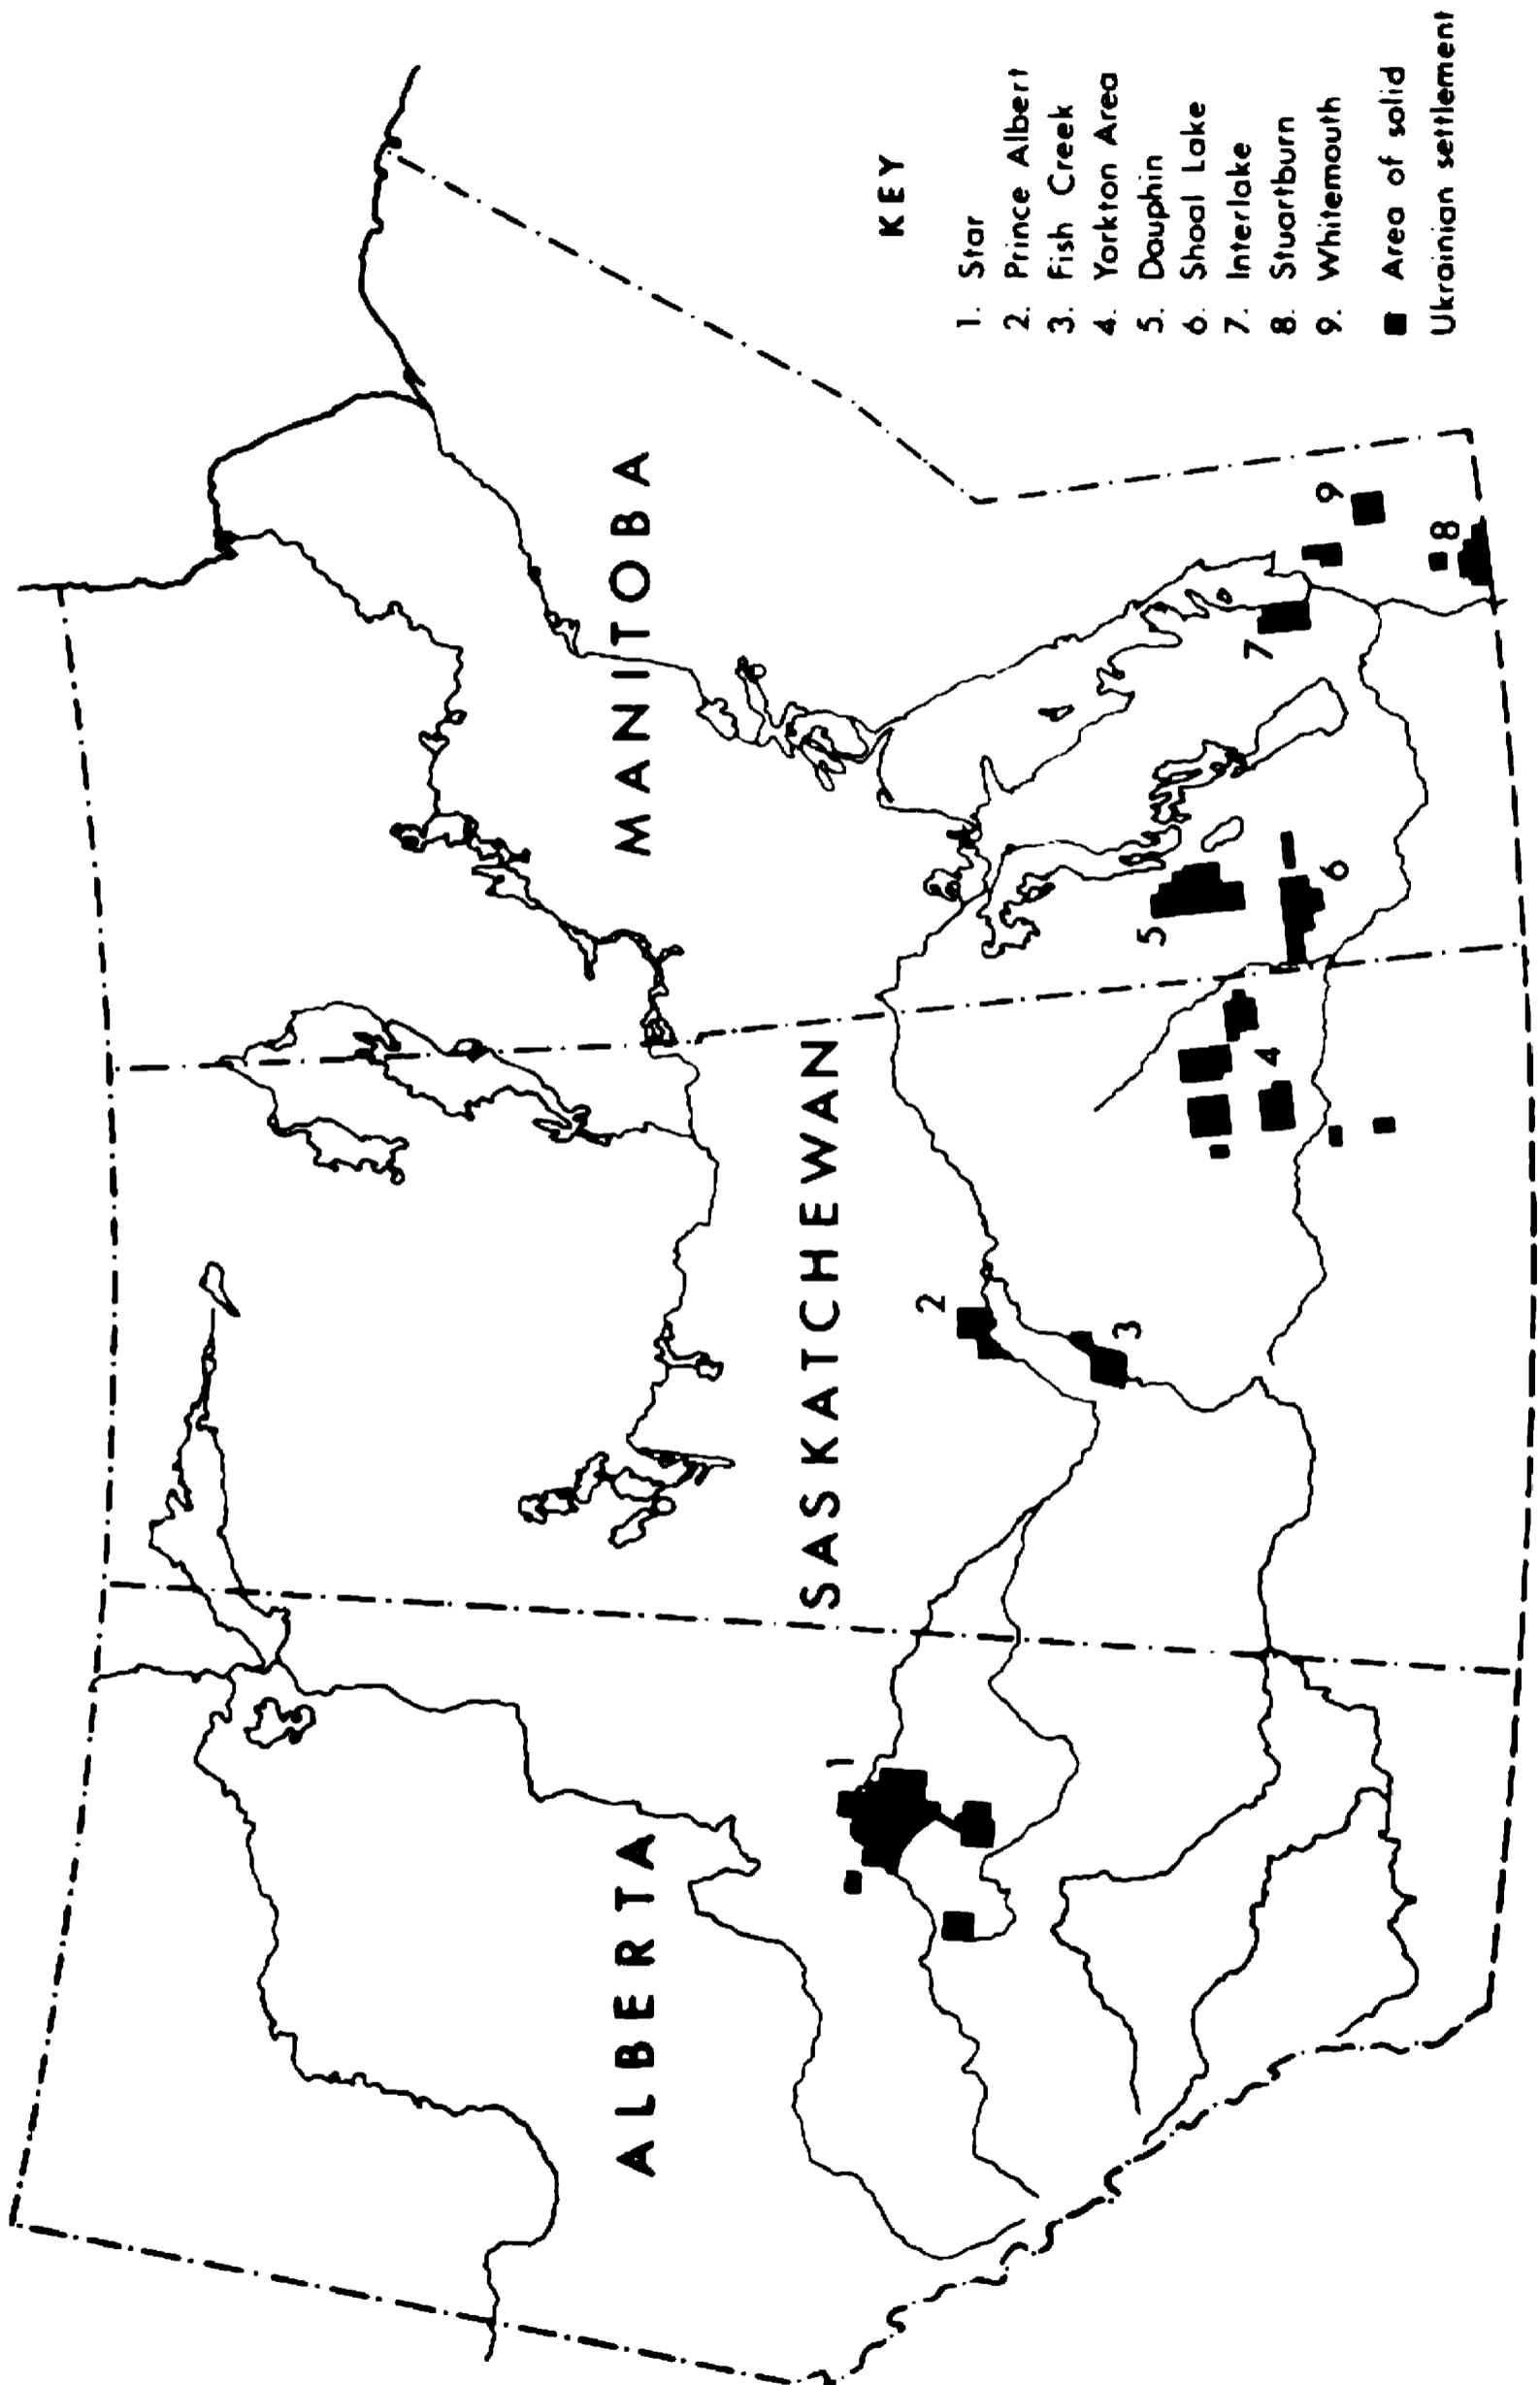 MANITOBA
SASKATCHEWAN
ALBERTA
1
2
3
4
5
6
7
8
9
KEY
1. Star
2. Prince Albert
3. Fish Creek
4. Yorkton Area
5. Dauphin
6. Shoal Lake
7. Interlake
8. Stuartburn
9. Whitemouth
Area of solid
Ukrainian settlement